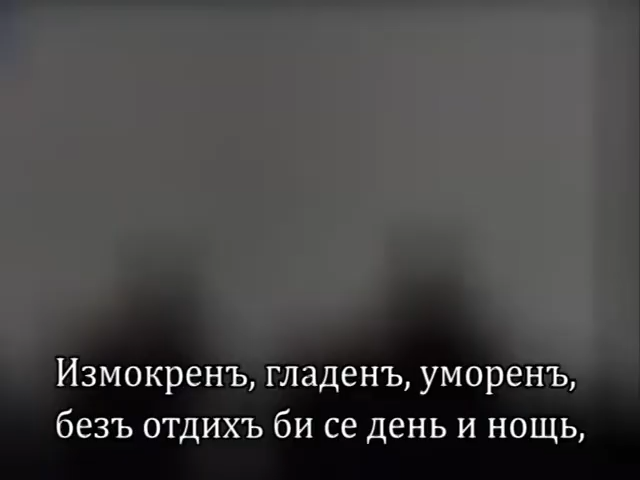 Измокренъ, гладенъ, уморенъ,
безъ отдихъ би се день и нощь,